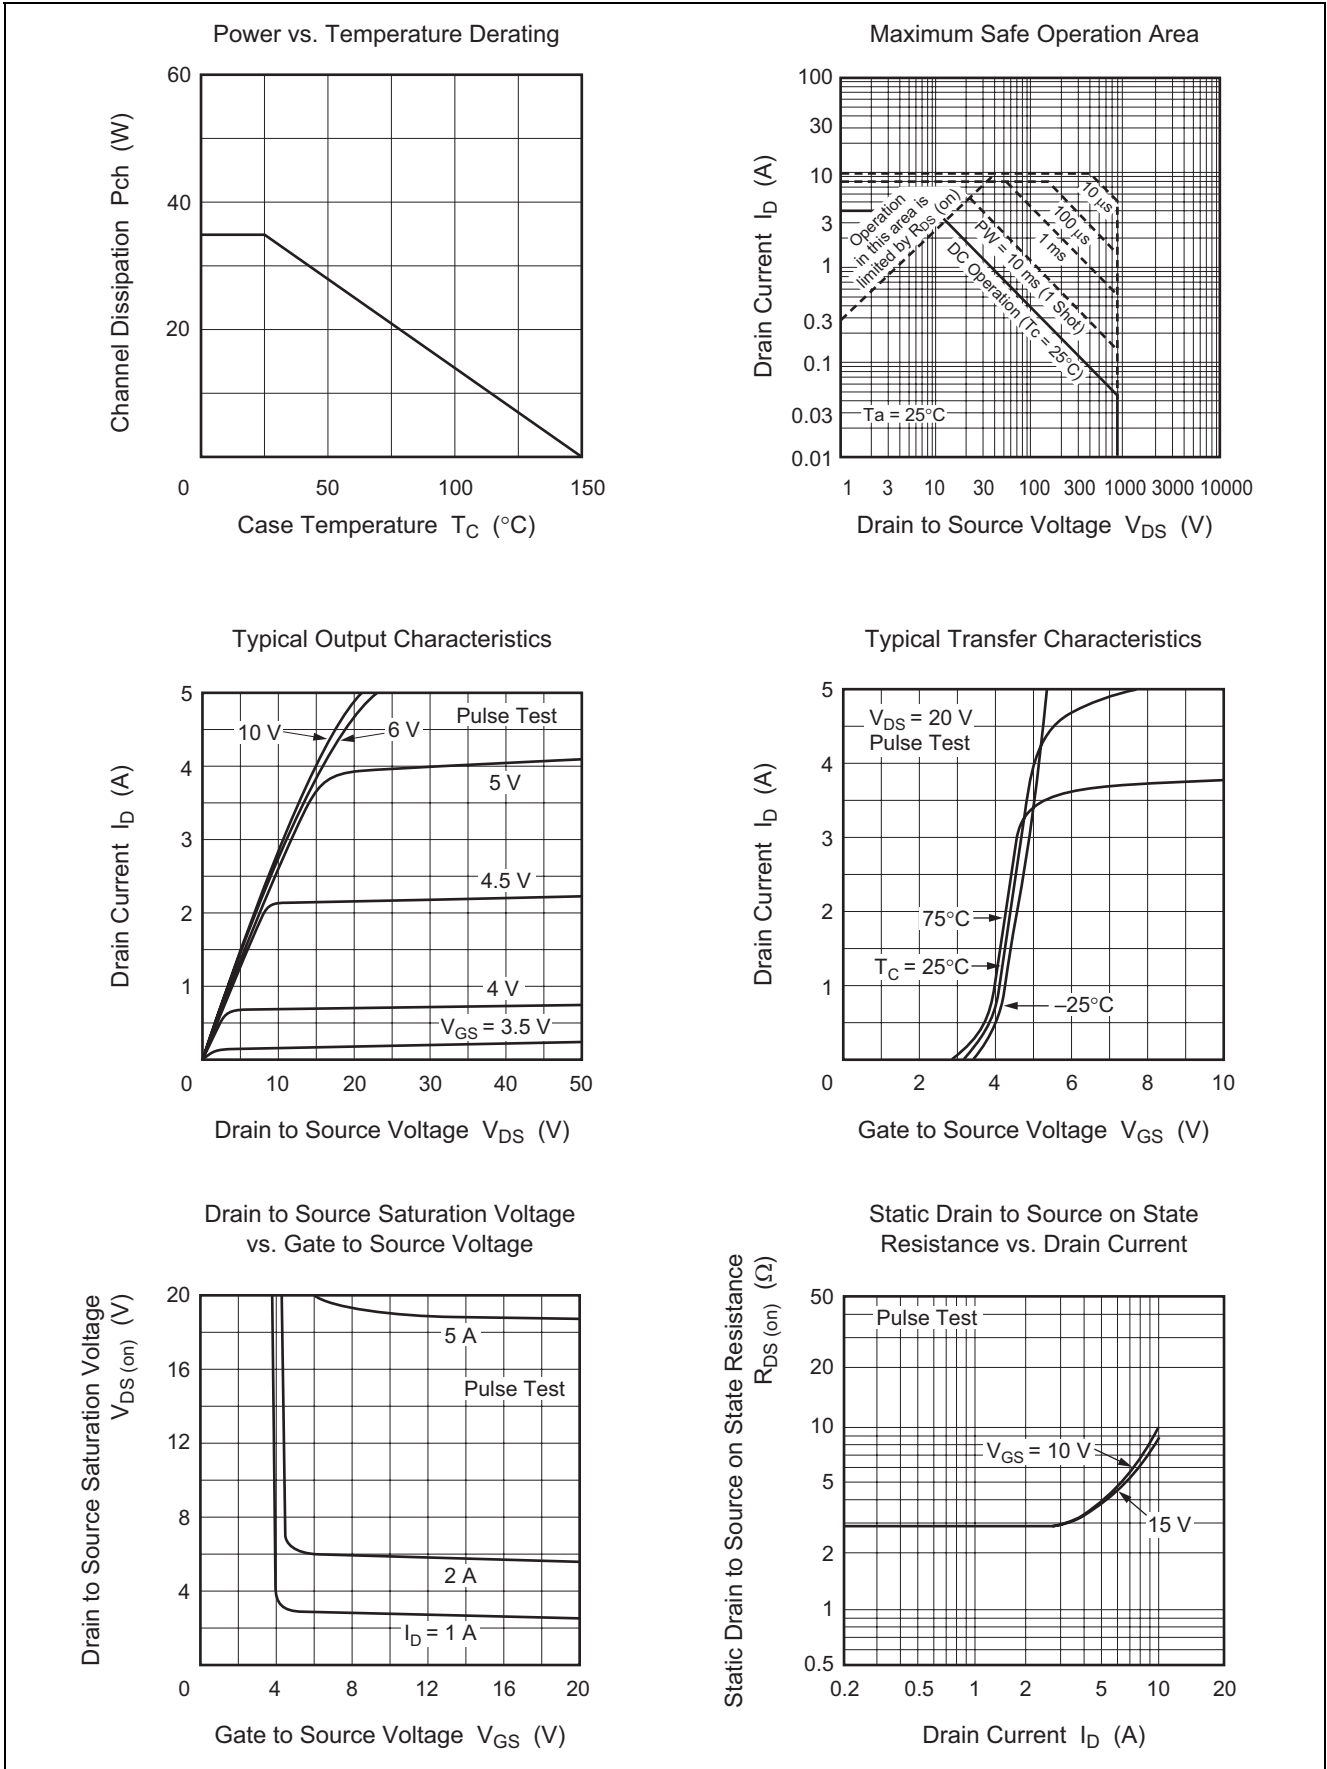 Power vs. Temperature Derating
Channel Dissipation Pch (W)
60
40
20
0 50 100 150
Case Temperature TC (°C)
Maximum Safe Operation Area
Drain Current ID (A)
100
30
10
3
1
0.3
0.1
0.03
0.01
Operation
in this area is
limited by RDS (on)
10 μs
100 μs
1 ms
PW = 10 ms (1 Shot)
DC Operation (Tc = 25°C)
Ta = 25°C
1 3 10 30 100 300 1000 3000 10000
Drain to Source Voltage VDS (V)
Typical Output Characteristics
Drain Current ID (A)
5
4
3
2
1
10 V
6 V
Pulse Test
5 V
4.5 V
4 V
VGS = 3.5 V
0 10 20 30 40 50
Drain to Source Voltage VDS (V)
Typical Transfer Characteristics
Drain Current ID (A)
5
4
3
2
1
VDS = 20 V
Pulse Test
75°C
TC = 25°C
–25°C
0 2 4 6 8 10
Gate to Source Voltage VGS (V)
Drain to Source Saturation Voltage
vs. Gate to Source Voltage
Drain to Source Saturation Voltage
VDS (on) (V)
20
16
12
8
4
5 A
Pulse Test
2 A
ID = 1 A
0 4 8 12 16 20
Gate to Source Voltage VGS (V)
Static Drain to Source on State
Resistance vs. Drain Current
Static Drain to Source on State Resistance
RDS (on) (Ω)
50
20
10
5
2
1
0.5
Pulse Test
VGS = 10 V
15 V
0.2 0.5 1 2 5 10 20
Drain Current ID (A)